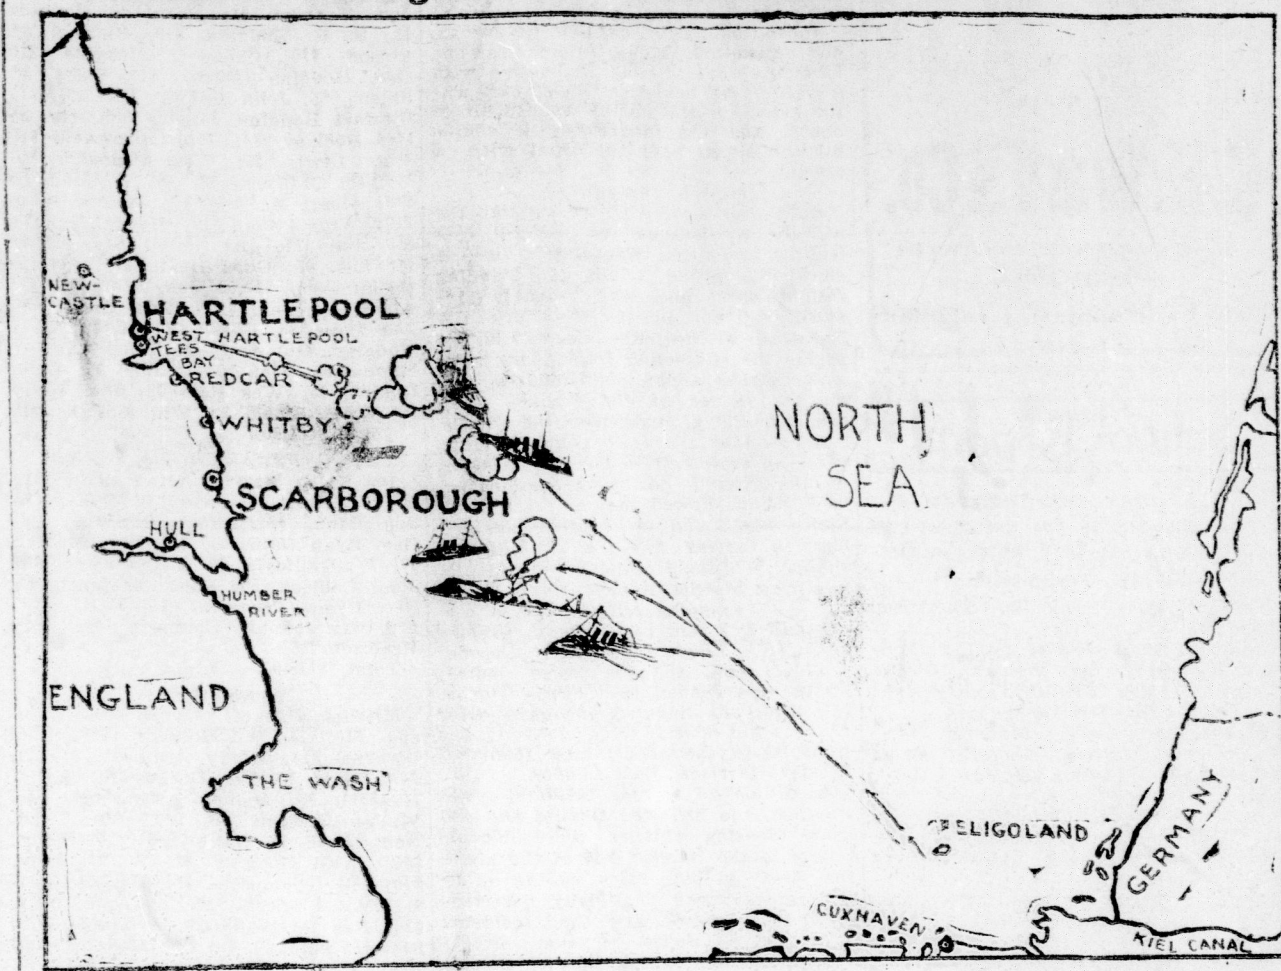 NEW-
CASTLE
HARTLEPOOL
WEST HARTLEPOOL
TEES
BAY
REDCAR
WHITBY
NORTH
SEA
SCARBOROUGH
HULL
HUMBER
RIVER
ENGLAND
THE WASH
ELIGOLAND
GERMANY
CUXHAVEN
KIEL CANAL